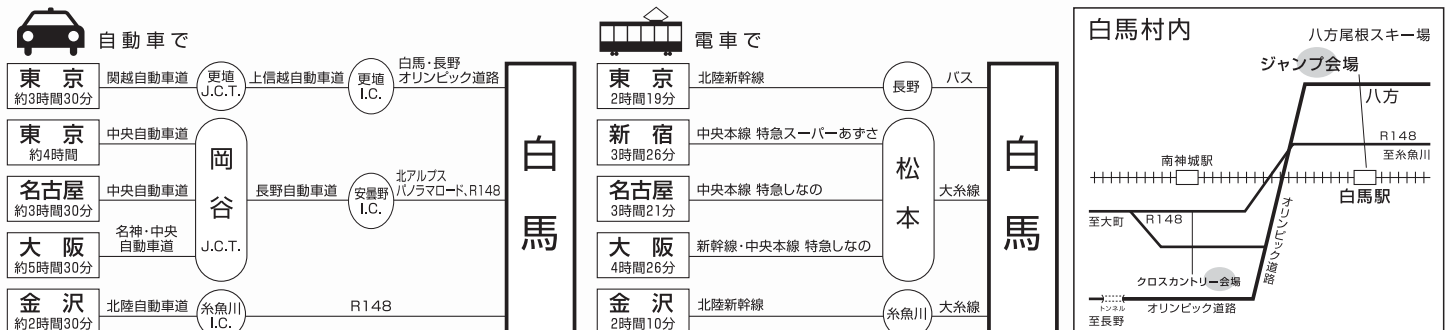 自動車で
東京
約3時間30分
関越自動車道
更埴
J.C.T.
上信越自動車道
更埴
I.C.
白馬・長野
オリンピック道路
東京
約4時間
中央自動車道
名古屋
約3時間30分
中央自動車道
大阪
約5時間30分
名神・中央
自動車道
岡谷
J.C.T.
長野自動車道
安曇野
I.C.
北アルプス
パノラマロード、R148
金沢
約2時間30分
北陸自動車道
糸魚川
I.C.
R148
白馬
電車で
東京
2時間19分
北陸新幹線
長野
バス
新宿
3時間26分
中央本線 特急スーパーあずさ
名古屋
3時間21分
中央本線 特急しなの
大阪
4時間26分
新幹線・中央本線 特急しなの
松本
大糸線
金沢
2時間10分
北陸新幹線
糸魚川
大糸線
白馬
白馬村内
八方尾根スキー場
ジャンプ会場
八方
R148
至糸魚川
南神城駅
白馬駅
至大町
R148
オリンピック道路
クロスカントリー会場
トンネル
オリンピック道路
至長野